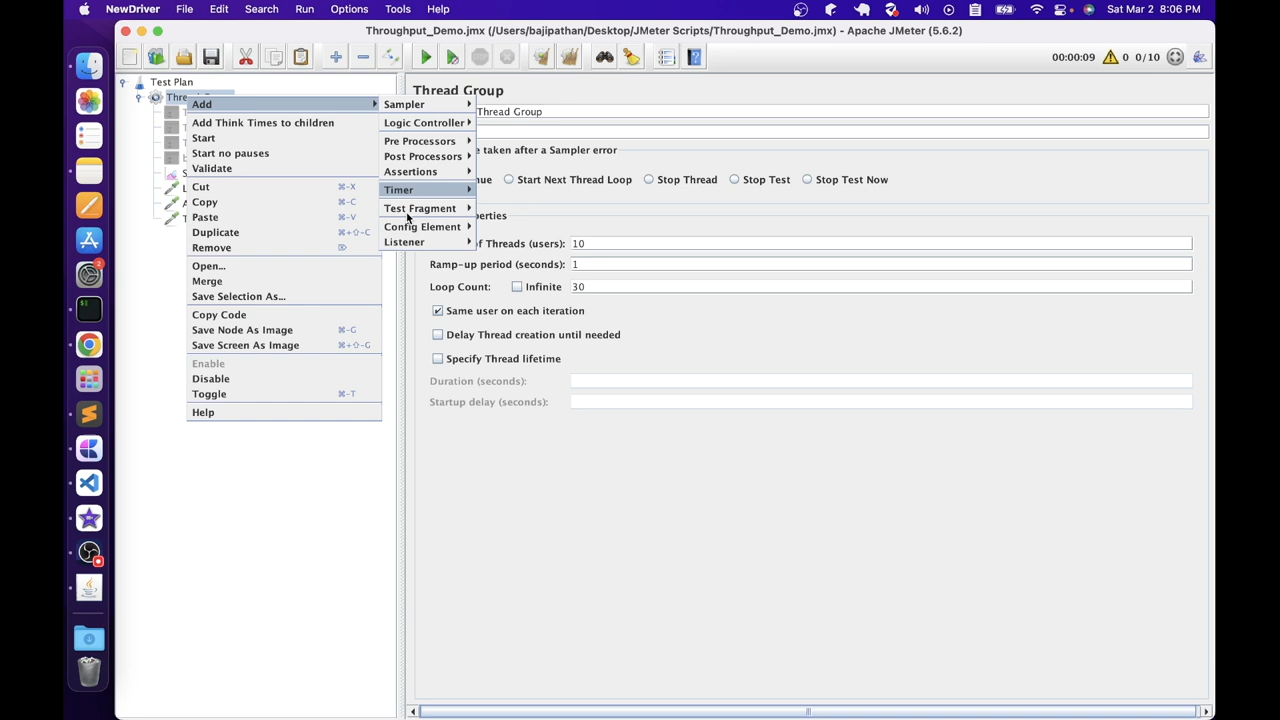 NewDriver File Edit Search Run Options Tools Help Sat Mar 2 8:06 PM
Throughput_Demo.jmx (/Users/bajipathan/Desktop/JMeter Scripts/Throughput_Demo.jmx) - Apache JMeter (5.6.2)
00:00:09 0 0/10
Test Plan
Add
Add Think Times to children
Start
Start no pauses
Validate
Cut ⌘-X
Copy ⌘-C
Paste ⌘-V
Duplicate ⌘+⇧-C
Remove ⌦
Open...
Merge
Save Selection As...
Copy Code
Save Node As Image ⌘-G
Save Screen As Image ⌘+⇧-G
Enable
Disable
Toggle ⌘-T
Help
Sampler
Logic Controller
Pre Processors
Post Processors
Assertions
Timer
Test Fragment
Config Element
Listener
Thread Group
Thread Group
taken after a Sampler error
Start Next Thread Loop Stop Thread Stop Test Stop Test Now
of Threads (users): 10
Ramp-up period (seconds): 1
Loop Count: Infinite 30
Same user on each iteration
Delay Thread creation until needed
Specify Thread lifetime
Duration (seconds):
Startup delay (seconds):
2